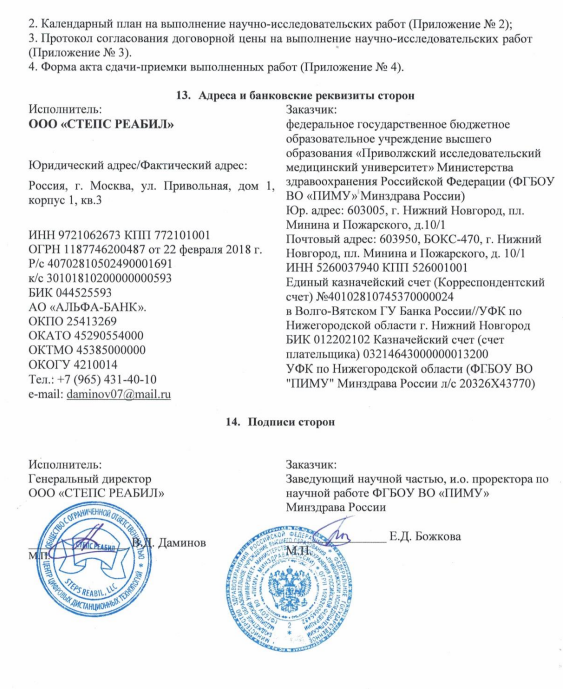 2. Календарный план на выполнение научно-исследовательских работ (Приложение № 2);
3. Протокол согласования договорной цены на выполнение научно-исследовательских работ
(Приложение № 3).
4. Форма акта сдачи-приемки выполненных работ (Приложение № 4).
13. Адреса и банковские реквизиты сторон
Исполнитель:
ООО «СТЕПС РЕАБИЛ»
Юридический адрес/Фактический адрес:
Россия, г. Москва, ул. Привольная, дом 1,
корпус 1, кв.3
ИНН 9721062673 КПП 772101001
ОГРН 1187746200487 от 22 февраля 2018 г.
Р/с 40702810502490001691
к/с 30101810200000000593
БИК 044525593
АО «АЛЬФА-БАНК».
ОКПО 25413269
ОКАТО 45290554000
ОКТМО 45385000000
ОКОГУ 4210014
Тел.: +7 (965) 431-40-10
e-mail: daminov07@mail.ru
Заказчик:
федеральное государственное бюджетное
образовательное учреждение высшего
образования «Приволжский исследовательский
медицинский университет» Министерства
здравоохранения Российской Федерации (ФГБОУ
ВО «ПИМУ» Минздрава России)
Юр. адрес: 603005, г. Нижний Новгород, пл.
Минина и Пожарского, д.10/1
Почтовый адрес: 603950, БОКС-470, г. Нижний
Новгород, пл. Минина и Пожарского, д. 10/1
ИНН 5260037940 КПП 526001001
Единый казначейский счет (Корреспондентский
счет) №40102810745370000024
в Волго-Вятском ГУ Банка России//УФК по
Нижегородской области г. Нижний Новгород
БИК 012202102 Казначейский счет (счет
плательщика) 03214643000000013200
УФК по Нижегородской области (ФГБОУ ВО
"ПИМУ" Минздрава России л/с 20326Х43770)
14. Подписи сторон
Исполнитель:
Генеральный директор
ООО «СТЕПС РЕАБИЛ»
В.Д. Даминов
М.П.
ОБЩЕСТВО С ОГРАНИЧЕННОЙ ОТВЕТСТВЕННОСТЬЮ
СТЕПС РЕАБИЛ
STEPS REABIL, LLC
ЦЕНТР ЦИФРОВЫХ ДИСТАНЦИОННЫХ ТЕХНОЛОГИЙ
Заказчик:
Заведующий научной частью, и.о. проректора по
научной работе ФГБОУ ВО «ПИМУ»
Минздрава России
Е.Д. Божкова
М.П.